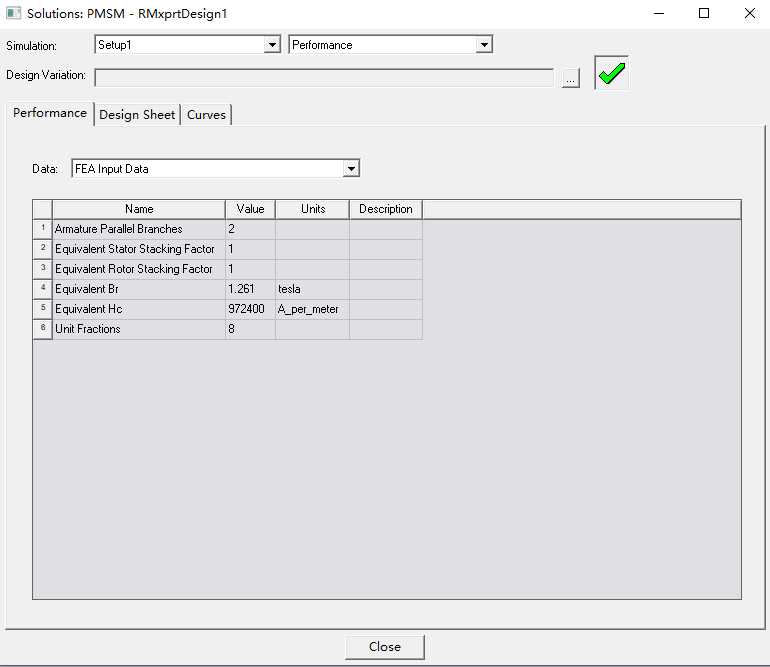 Solutions: PMSM - RMxprtDesign1
Simulation: Setup1 Performance
Design Variation: ...
Performance Design Sheet Curves
Data: FEA Input Data
Name Value Units Description
1 Armature Parallel Branches 2
2 Equivalent Stator Stacking Factor 1
3 Equivalent Rotor Stacking Factor 1
4 Equivalent Br 1.261 tesla
5 Equivalent Hc 972400 A_per_meter
6 Unit Fractions 8
Close